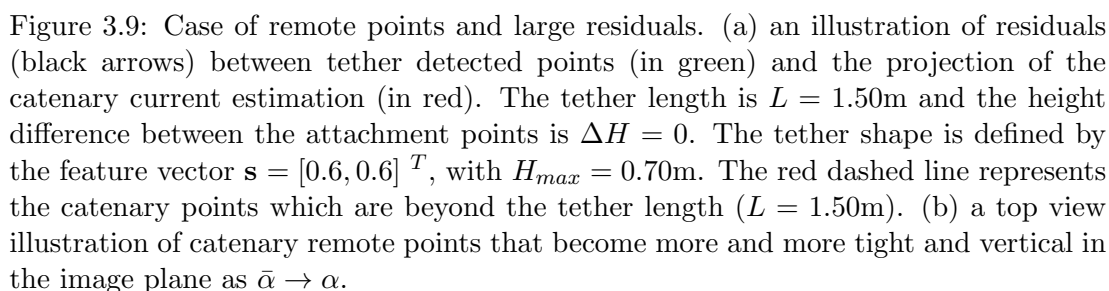 Figure 3.9: Case of remote points and large residuals. (a) an illustration of residuals
(black arrows) between tether detected points (in green) and the projection of the
catenary current estimation (in red). The tether length is L = 1.50m and the height
difference between the attachment points is ΔH = 0. The tether shape is defined by
the feature vector s = [0.6, 0.6] ᵀ, with Hₘₐₓ = 0.70m. The red dashed line represents
the catenary points which are beyond the tether length (L = 1.50m). (b) a top view
illustration of catenary remote points that become more and more tight and vertical in
the image plane as ᾱ → α.